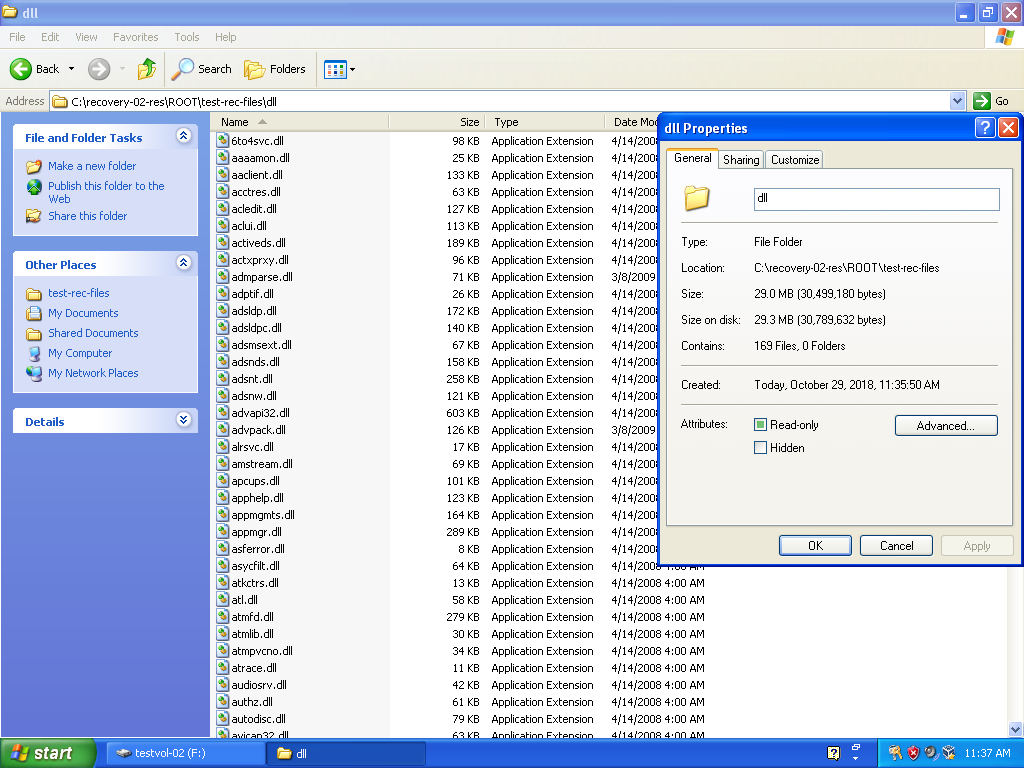 dll
File Edit View Favorites Tools Help
Back Search Folders
Address C:\recovery-02-res\ROOT\test-rec-files\dll Go
File and Folder Tasks
Make a new folder
Publish this folder to the
Web
Share this folder
Other Places
test-rec-files
My Documents
Shared Documents
My Computer
My Network Places
Details
Name Size Type Date Mod
6to4svc.dll 98 KB Application Extension 4/14/2008
aaaamon.dll 25 KB Application Extension 4/14/2008
aaclient.dll 133 KB Application Extension 4/14/2008
acctres.dll 63 KB Application Extension 4/14/2008
acledit.dll 127 KB Application Extension 4/14/2008
aclui.dll 113 KB Application Extension 4/14/2008
activeds.dll 189 KB Application Extension 4/14/2008
actxprxy.dll 96 KB Application Extension 4/14/2008
admparse.dll 71 KB Application Extension 3/8/2009
adptif.dll 26 KB Application Extension 4/14/2008
adsldp.dll 172 KB Application Extension 4/14/2008
adsldpc.dll 140 KB Application Extension 4/14/2008
adsmsext.dll 67 KB Application Extension 4/14/2008
adsnds.dll 158 KB Application Extension 4/14/2008
adsnt.dll 258 KB Application Extension 4/14/2008
adsnw.dll 121 KB Application Extension 4/14/2008
advapi32.dll 603 KB Application Extension 4/14/2008
advpack.dll 126 KB Application Extension 3/8/2009
alrsvc.dll 17 KB Application Extension 4/14/2008
amstream.dll 69 KB Application Extension 4/14/2008
apcups.dll 101 KB Application Extension 4/14/2008
apphelp.dll 123 KB Application Extension 4/14/2008
appmgmts.dll 164 KB Application Extension 4/14/2008
appmgr.dll 289 KB Application Extension 4/14/2008
asferror.dll 8 KB Application Extension 4/14/2008
asycfilt.dll 64 KB Application Extension 4/14/2008 4:00 AM
atkctrs.dll 13 KB Application Extension 4/14/2008 4:00 AM
atl.dll 58 KB Application Extension 4/14/2008 4:00 AM
atmfd.dll 279 KB Application Extension 4/14/2008 4:00 AM
atmlib.dll 30 KB Application Extension 4/14/2008 4:00 AM
atmpvcno.dll 34 KB Application Extension 4/14/2008 4:00 AM
atrace.dll 11 KB Application Extension 4/14/2008 4:00 AM
audiosrv.dll 42 KB Application Extension 4/14/2008 4:00 AM
authz.dll 61 KB Application Extension 4/14/2008 4:00 AM
autodisc.dll 79 KB Application Extension 4/14/2008 4:00 AM
avicap32.dll 63 KB Application Extension 4/14/2008 4:00 AM
dll Properties
General Sharing Customize
dll
Type: File Folder
Location: C:\recovery-02-res\ROOT\test-rec-files
Size: 29.0 MB (30,499,180 bytes)
Size on disk: 29.3 MB (30,789,632 bytes)
Contains: 169 Files, 0 Folders
Created: Today, October 29, 2018, 11:35:50 AM
Attributes: Read-only Advanced...
Hidden
OK Cancel Apply
start testvol-02 (F:) dll 11:37 AM